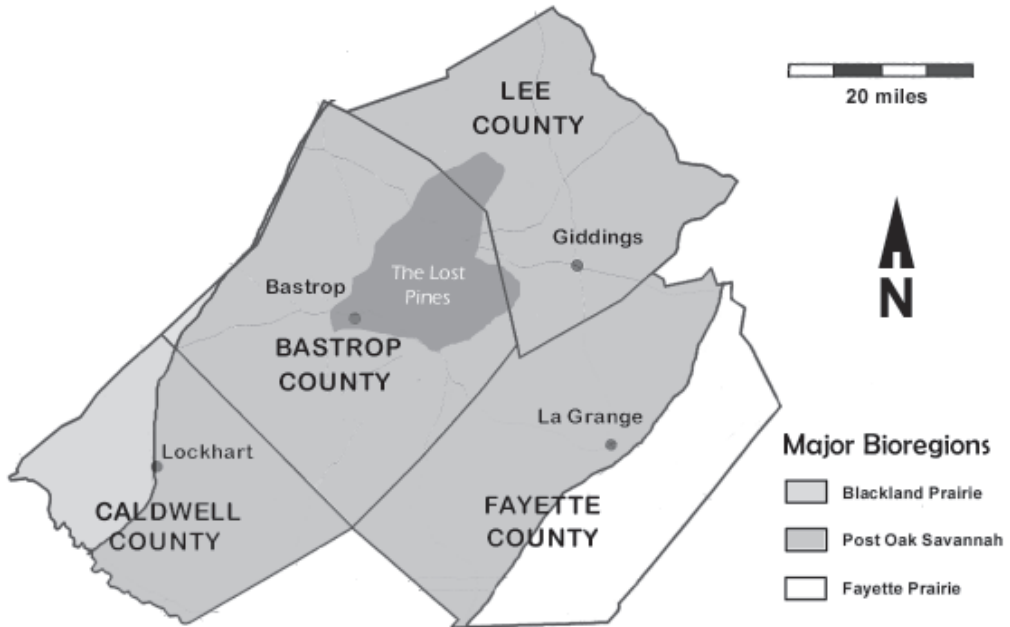 LEE
COUNTY
20 miles
Giddings
The Lost
Pines
Bastrop
N
BASTROP
COUNTY
La Grange
Major Bioregions
Lockhart
Blackland Prairie
CALDWELL
COUNTY
FAYETTE
COUNTY
Post Oak Savannah
Fayette Prairie